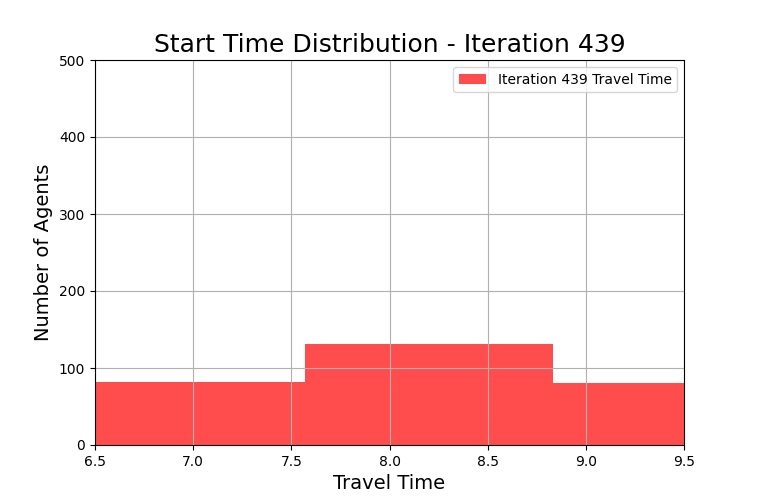 Start Time Distribution - Iteration 439
Iteration 439 Travel Time
Number of Agents
500
400
300
200
100
0
6.5 7.0 7.5 8.0 8.5 9.0 9.5
Travel Time